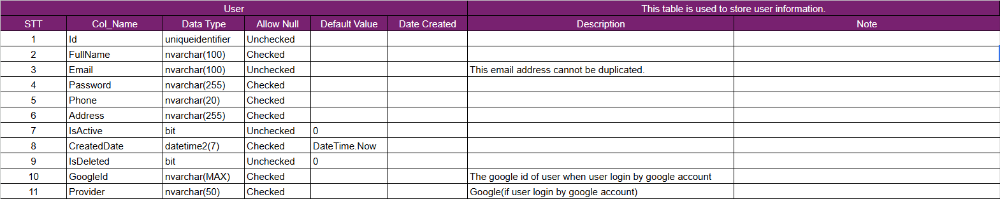 User This table is used to store user information.
STT Col_Name Data Type Allow Null Default Value Date Created Description Note
1 Id uniqueidentifier Unchecked
2 FullName nvarchar(100) Checked
3 Email nvarchar(100) Unchecked This email address cannot be duplicated.
4 Password nvarchar(255) Checked
5 Phone nvarchar(20) Checked
6 Address nvarchar(255) Checked
7 IsActive bit Unchecked 0
8 CreatedDate datetime2(7) Checked DateTime.Now
9 IsDeleted bit Unchecked 0
10 GoogleId nvarchar(MAX) Checked The google id of user when user login by google account
11 Provider nvarchar(50) Checked Google(if user login by google account)